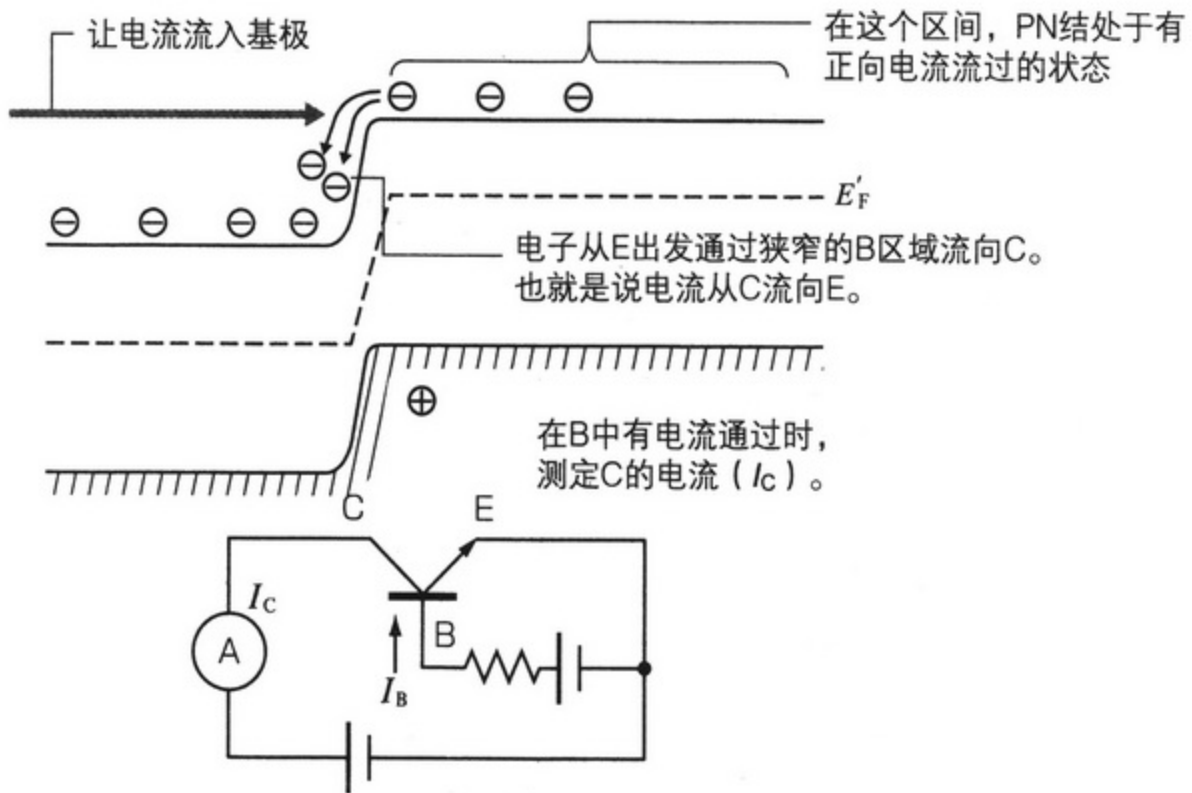 让电流流入基极
在这个区间，PN结处于有
正向电流流过的状态
E′F
电子从E出发通过狭窄的B区域流向C。
也就是说电流从C流向E。
在B中有电流通过时，
测定C的电流（IC）。
C
E
IC
A
B
IB